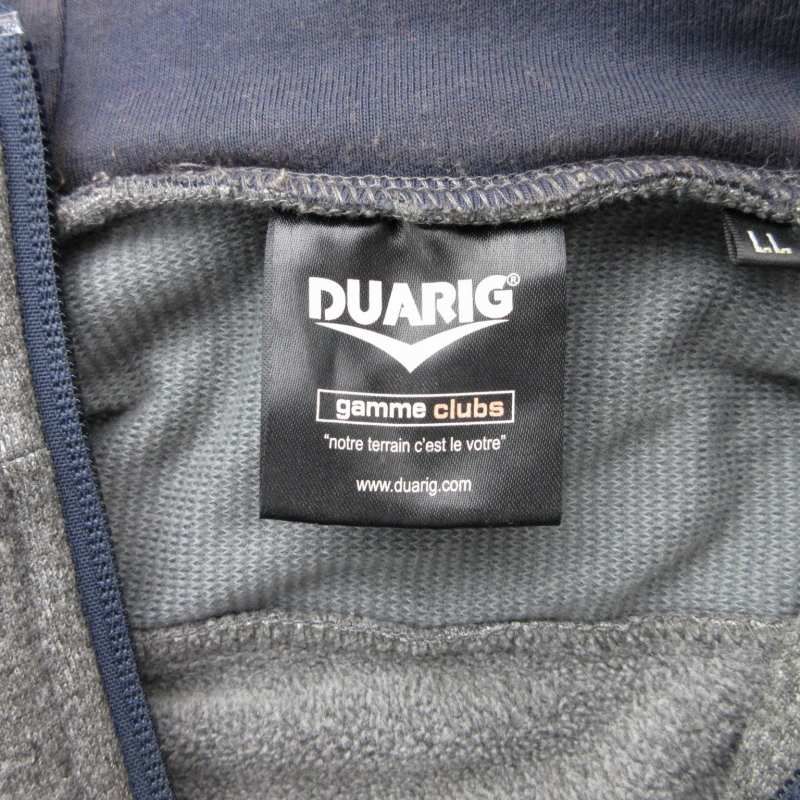 DUARIG®
gamme clubs
"notre terrain c'est le votre"
www.duarig.com
LL